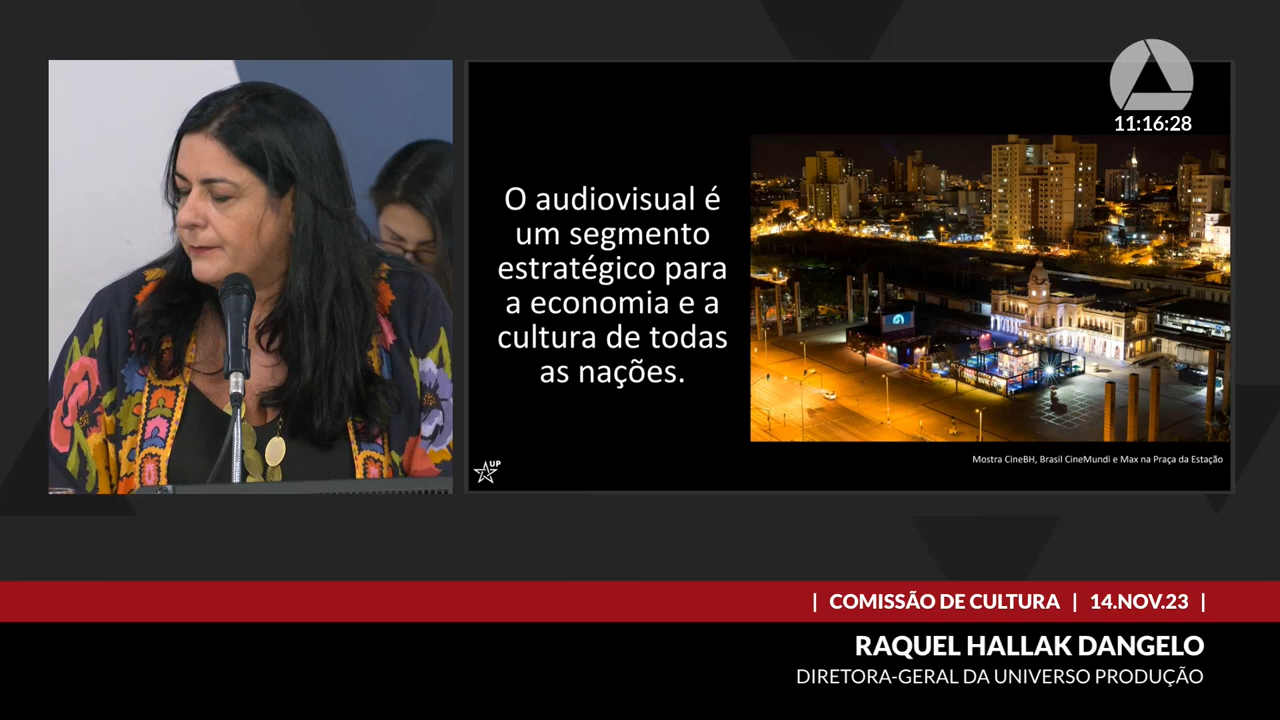 11:16:28
O audiovisual é
um segmento
estratégico para
a economia e a
cultura de todas
as nações.
Mostra CineBH, Brasil CineMundi e Max na Praça da Estação
UP
| COMISSÃO DE CULTURA | 14.NOV.23 |
RAQUEL HALLAK DANGELO
DIRETORA-GERAL DA UNIVERSO PRODUÇÃO